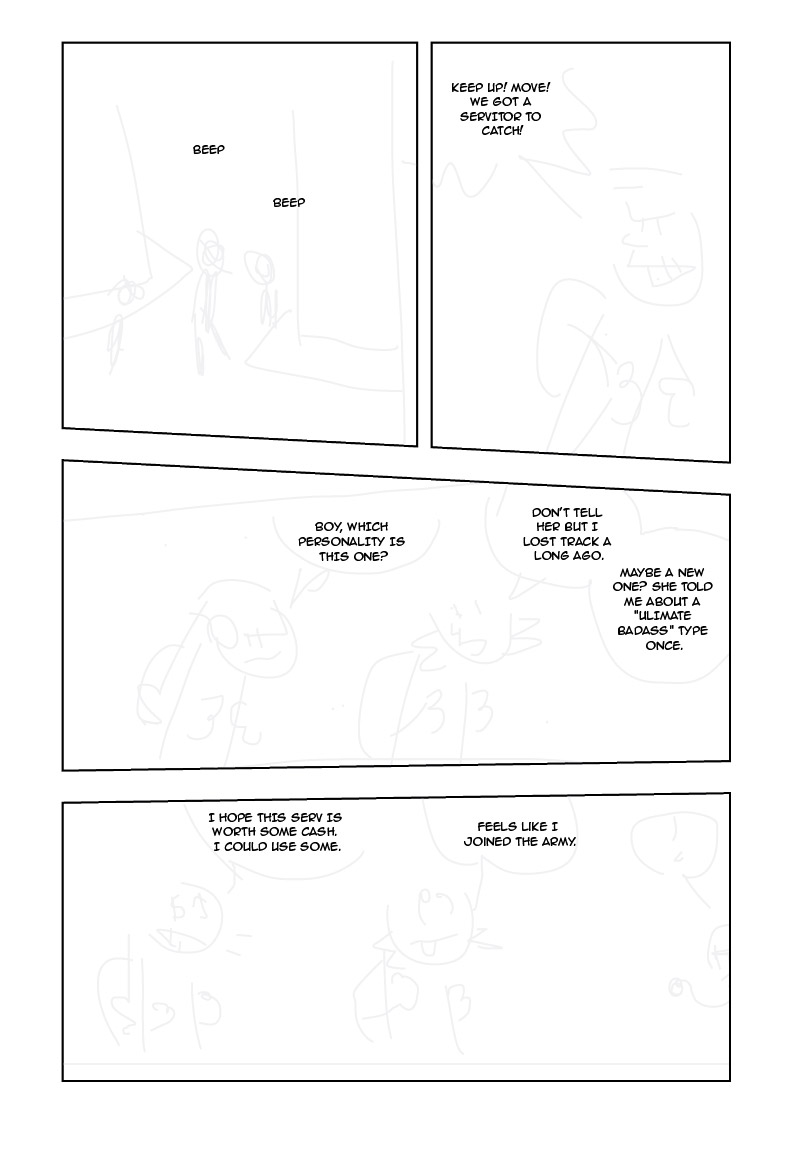 BEEP
BEEP
KEEP UP! MOVE!
WE GOT A
SERVITOR TO
CATCH!
BOY, WHICH
PERSONALITY IS
THIS ONE?
DON'T TELL
HER BUT I
LOST TRACK A
LONG AGO.
MAYBE A NEW
ONE? SHE TOLD
ME ABOUT A
"ULIMATE
BADASS" TYPE
ONCE.
I HOPE THIS SERV IS
WORTH SOME CASH.
I COULD USE SOME.
FEELS LIKE I
JOINED THE ARMY.